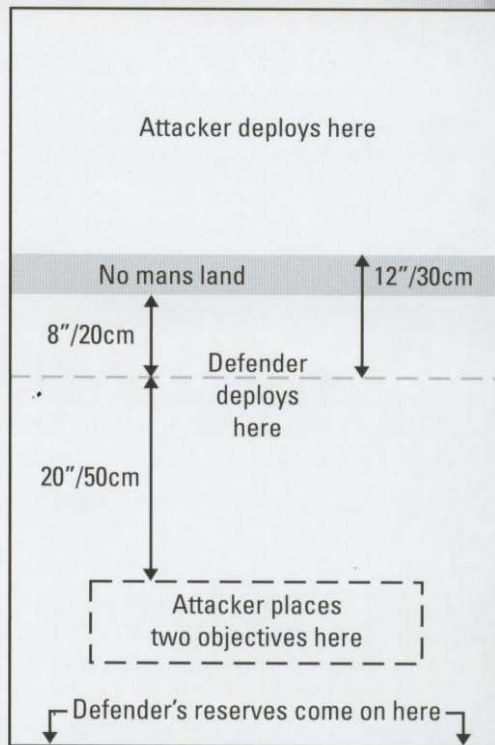 Attacker deploys here
No mans land
12"/30cm
8"/20cm
Defender
deploys
here
20"/50cm
Attacker places
two objectives here
Defender's reserves come on here